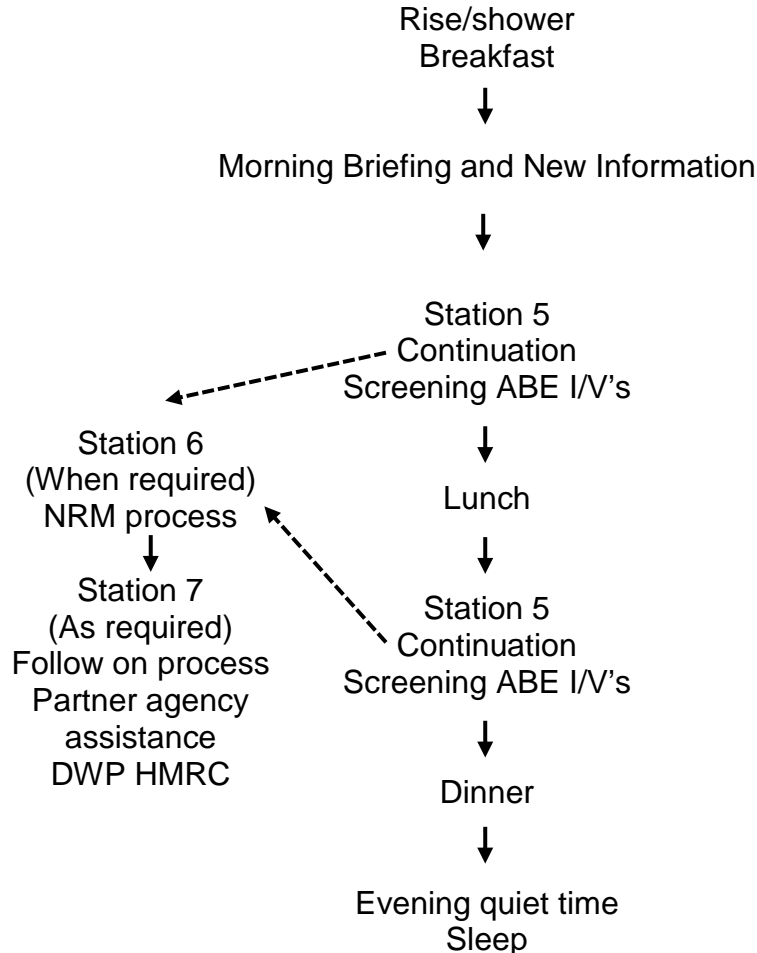 Rise/shower
Breakfast
Morning Briefing and New Information
Station 5
Continuation
Screening ABE I/V's
Station 6
(When required)
NRM process
Lunch
Station 7
(As required)
Follow on process
Partner agency
assistance
DWP HMRC
Station 5
Continuation
Screening ABE I/V's
Dinner
Evening quiet time
Sleep